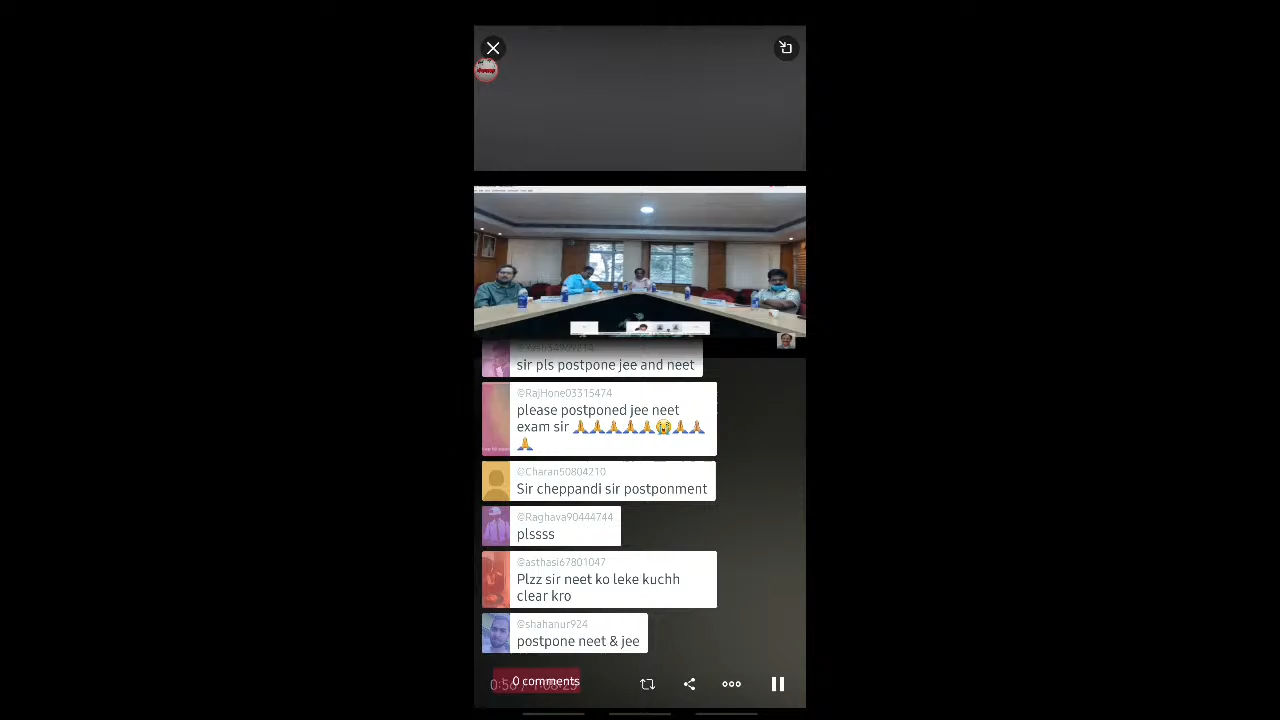 sir pls postpone jee and neet
@RajHone03315474
please postponed jee neet
exam sir 🙏🙏🙏🙏🙏😭🙏🙏
🙏
@Charan50804210
Sir cheppandi sir postponment
@Raghava90444744
plssss
@asthasi67801047
Plzz sir neet ko leke kuchh
clear kro
@shahanur924
postpone neet & jee
0 comments